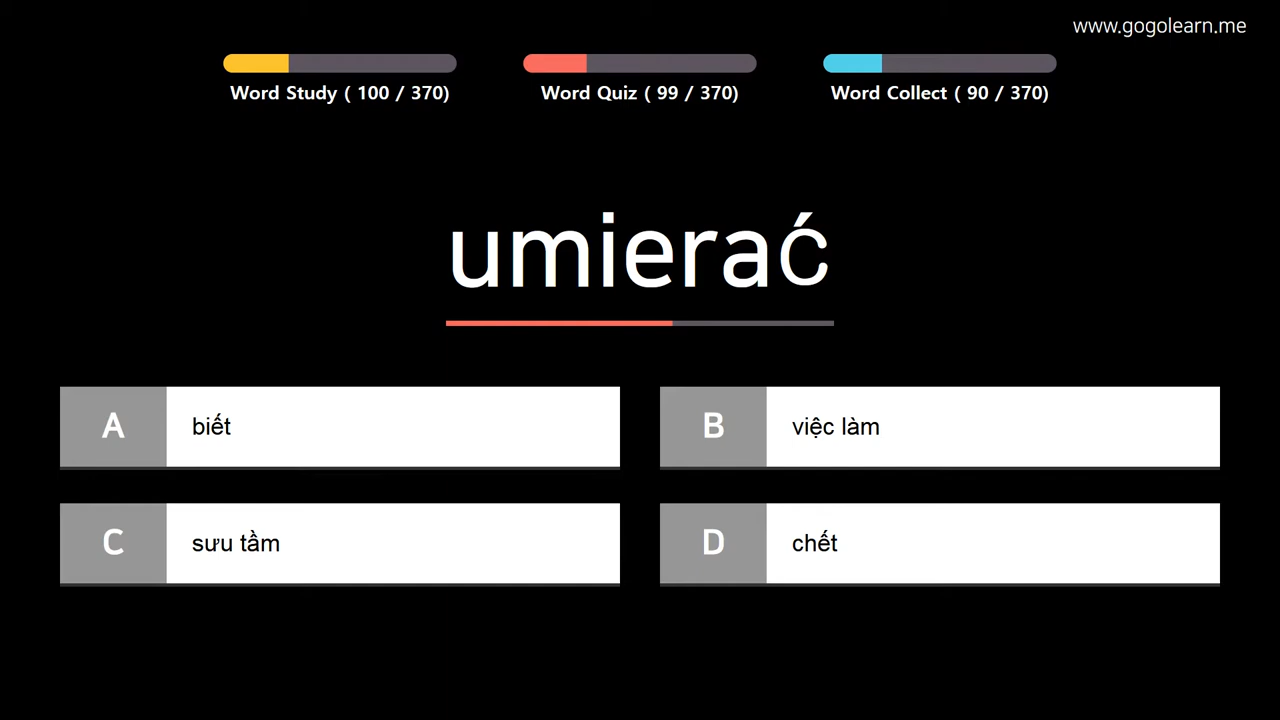 www.gogolearn.me
Word Study ( 100 / 370)
Word Quiz ( 99 / 370)
Word Collect ( 90 / 370)
umierać
A biết
B việc làm
C sưu tầm
D chết